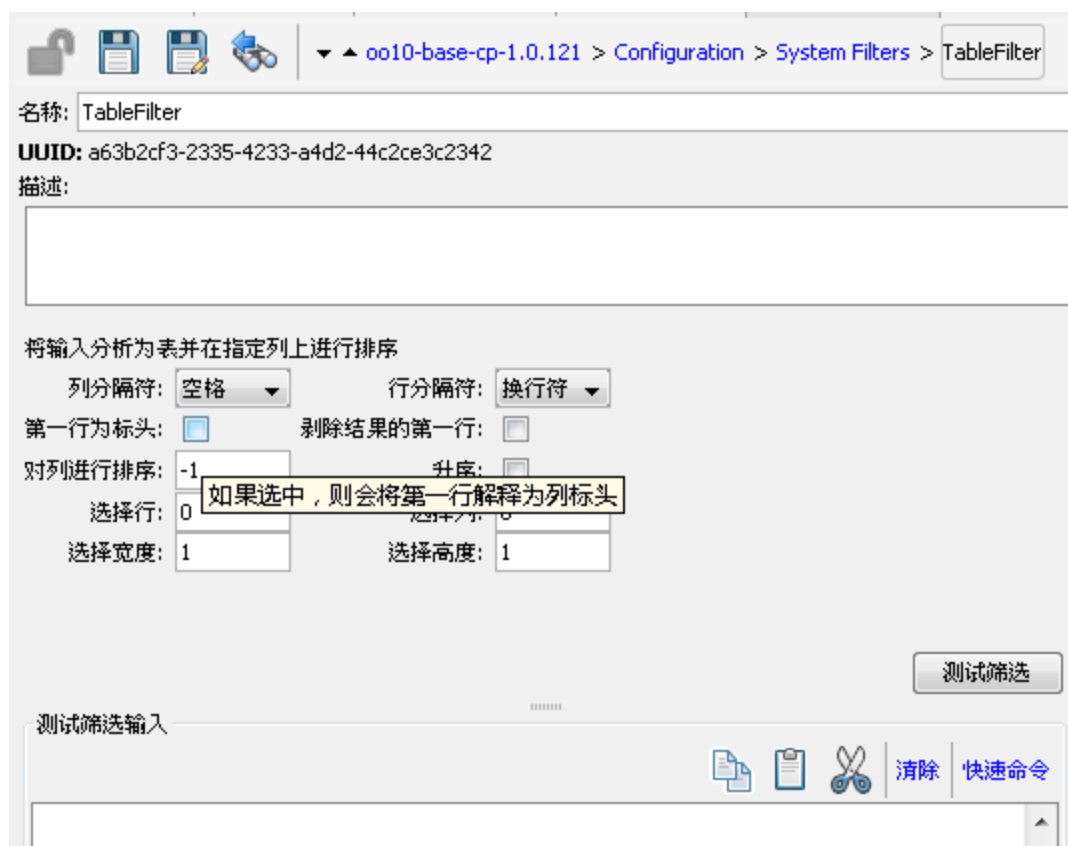 oo10-base-cp-1.0.121 > Configuration > System Filters > TableFilter
名称: TableFilter
UUID: a63b2cf3-2335-4233-a4d2-44c2ce3c2342
描述:
将输入分析为表并在指定列上进行排序
列分隔符: 空格 行分隔符: 换行符
第一行为标头: 剥除结果的第一行:
对列进行排序: -1 升序:
如果选中，则会将第一行解释为列标头
选择行: 0
选择宽度: 1 选择高度: 1
测试筛选
测试筛选输入
清除 快速命令